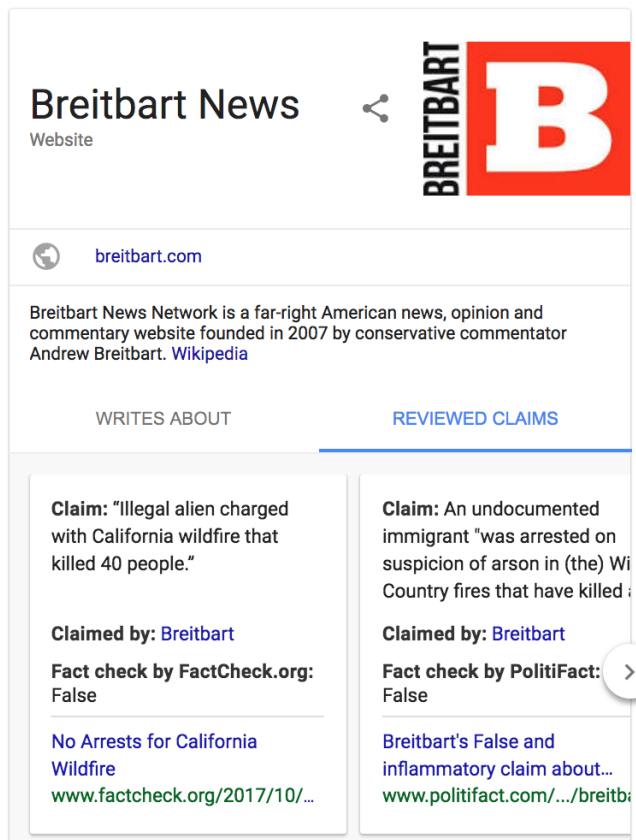 Breitbart News
Website
BREITBART
B
breitbart.com
Breitbart News Network is a far-right American news, opinion and
commentary website founded in 2007 by conservative commentator
Andrew Breitbart. Wikipedia
WRITES ABOUT
REVIEWED CLAIMS
Claim: “Illegal alien charged
with California wildfire that
killed 40 people.“
Claimed by: Breitbart
Fact check by FactCheck.org:
False
No Arrests for California
Wildfire
www.factcheck.org/2017/10/...
Claim: An undocumented
immigrant "was arrested on
suspicion of arson in (the) Wi
Country fires that have killed
Claimed by: Breitbart
Fact check by PolitiFact:
False
Breitbart's False and
inflammatory claim about...
www.politifact.com/.../breitba